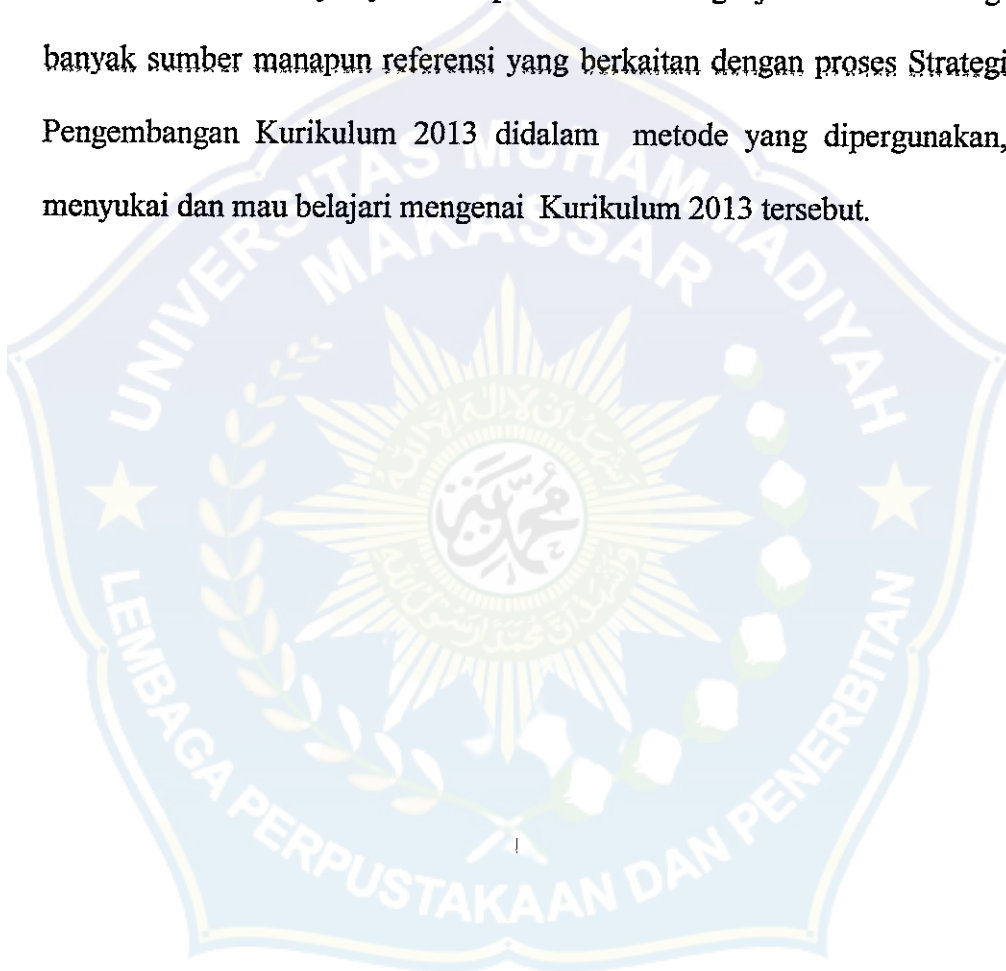 banyak sumber manapun referensi yang berkaitan dengan proses Strategi
Pengembangan Kurikulum 2013 didalam metode yang dipergunakan,
menyukai dan mau belajari mengenai Kurikulum 2013 tersebut.
UNIVERSITAS MUHAMMADIYAH
MAKASSAR
LEMBAGA PERPUSTAKAAN DAN PENERBITAN